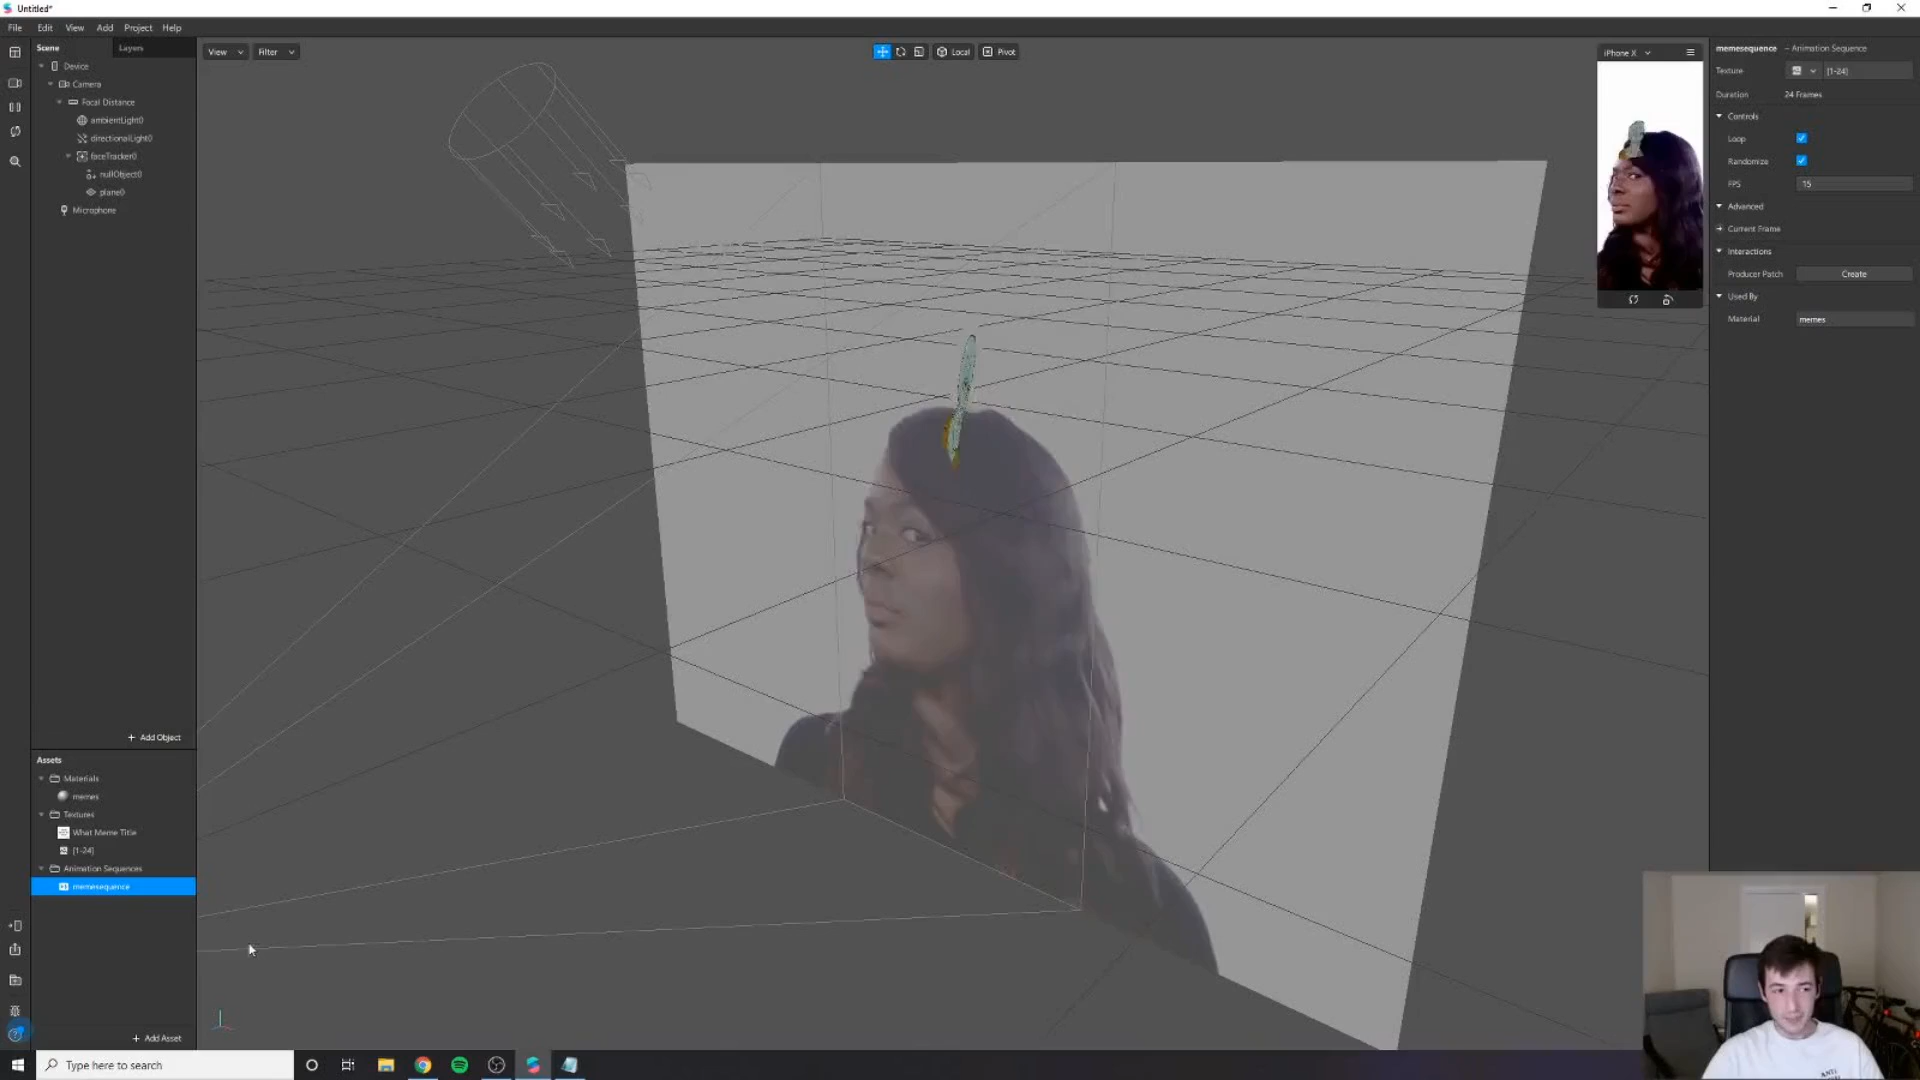 Untitled*
File Edit View Add Project Help
Scene Layers
Device
Camera
Focal Distance
ambientLight0
directionalLight0
faceTracker0
nullObject0
plane0
Microphone
+ Add Object
Assets
Materials
memes
Textures
What Meme Title
[1-24]
Animation Sequences
memesequence
+ Add Asset
View Filter
Local Pivot
iPhone X
memesequence – Animation Sequence
Texture [1-24]
Duration 24 Frames
Controls
Loop
Randomize
FPS 15
Advanced
Current Frame
Interactions
Producer Patch Create
Used By
Material memes
ANTI
Type here to search